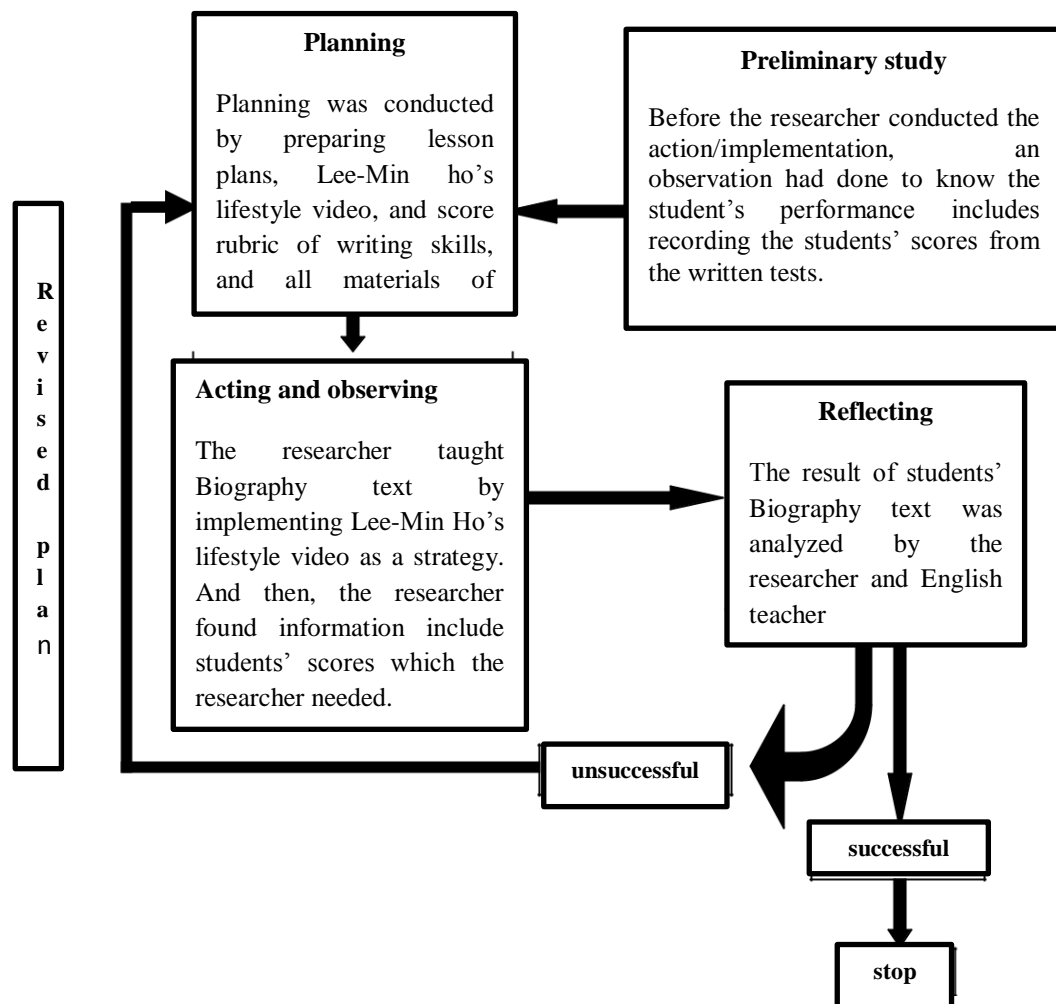 Planning
Planning was conducted
by preparing lesson
plans, Lee-Min ho’s
lifestyle video, and score
rubric of writing skills,
and all materials of
Preliminary study
Before the researcher conducted the
action/implementation, an
observation had done to know the
student’s performance includes
recording the students’ scores from
the written tests.
Revised plan
Acting and observing
The researcher taught
Biography text by
implementing Lee-Min Ho’s
lifestyle video as a strategy.
And then, the researcher
found information include
students’ scores which the
researcher needed.
Reflecting
The result of students’
Biography text was
analyzed by the
researcher and English
teacher
unsuccessful
successful
stop